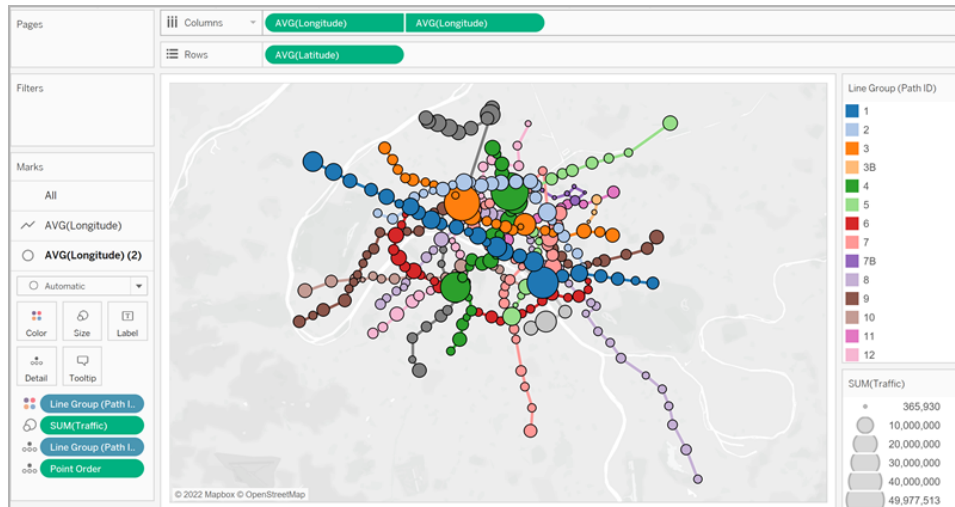 Pages
Columns
AVG(Longitude)
AVG(Longitude)
Rows
AVG(Latitude)
Filters
Marks
All
AVG(Longitude)
AVG(Longitude) (2)
Automatic
Color
Size
Label
Detail
Tooltip
Line Group (Path I..
SUM(Traffic)
Line Group (Path I..
Point Order
© 2022 Mapbox © OpenStreetMap
Line Group (Path ID)
1
2
3
3B
4
5
6
7
7B
8
9
10
11
12
SUM(Traffic)
365,930
10,000,000
20,000,000
30,000,000
40,000,000
49,977,513